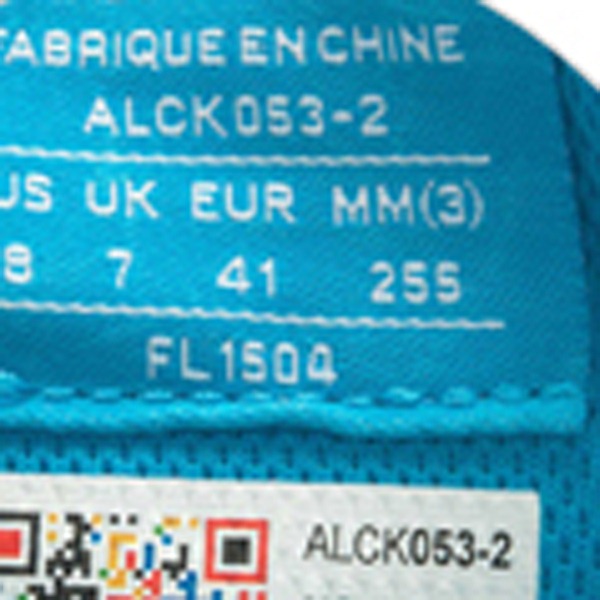 FABRIQUE EN CHINE
ALCK053-2
US UK EUR MM(3)
8 7 41 255
FL1504
ALCK053-2